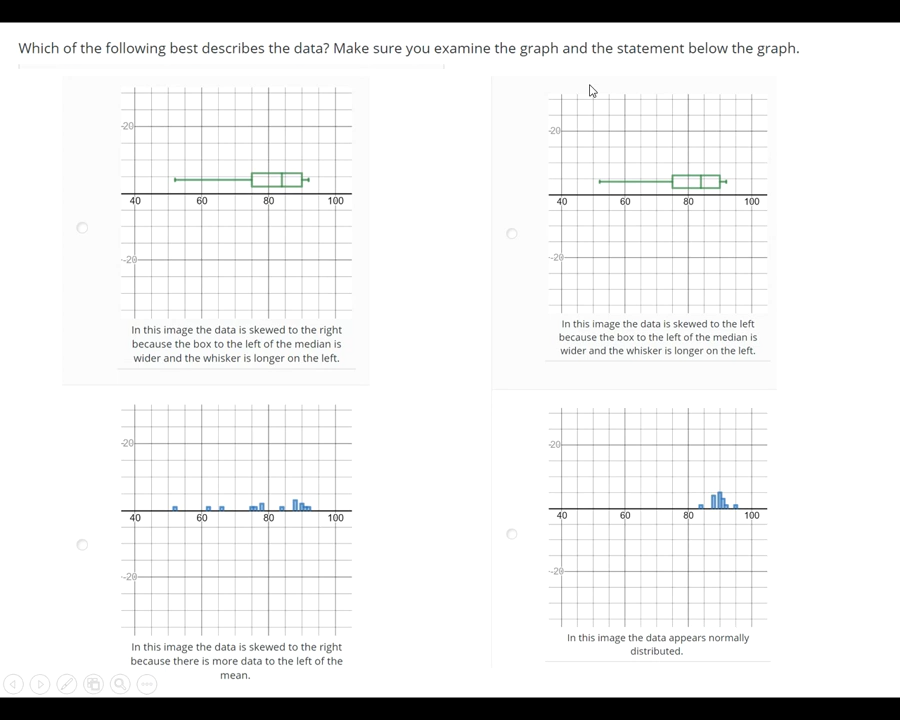 Which of the following best describes the data? Make sure you examine the graph and the statement below the graph.
20
40 60 80 100
-20
In this image the data is skewed to the right
because the box to the left of the median is
wider and the whisker is longer on the left.
20
40 60 80 100
-20
In this image the data is skewed to the left
because the box to the left of the median is
wider and the whisker is longer on the left.
20
40 60 80 100
-20
In this image the data is skewed to the right
because there is more data to the left of the
mean.
20
40 60 80 100
-20
In this image the data appears normally
distributed.